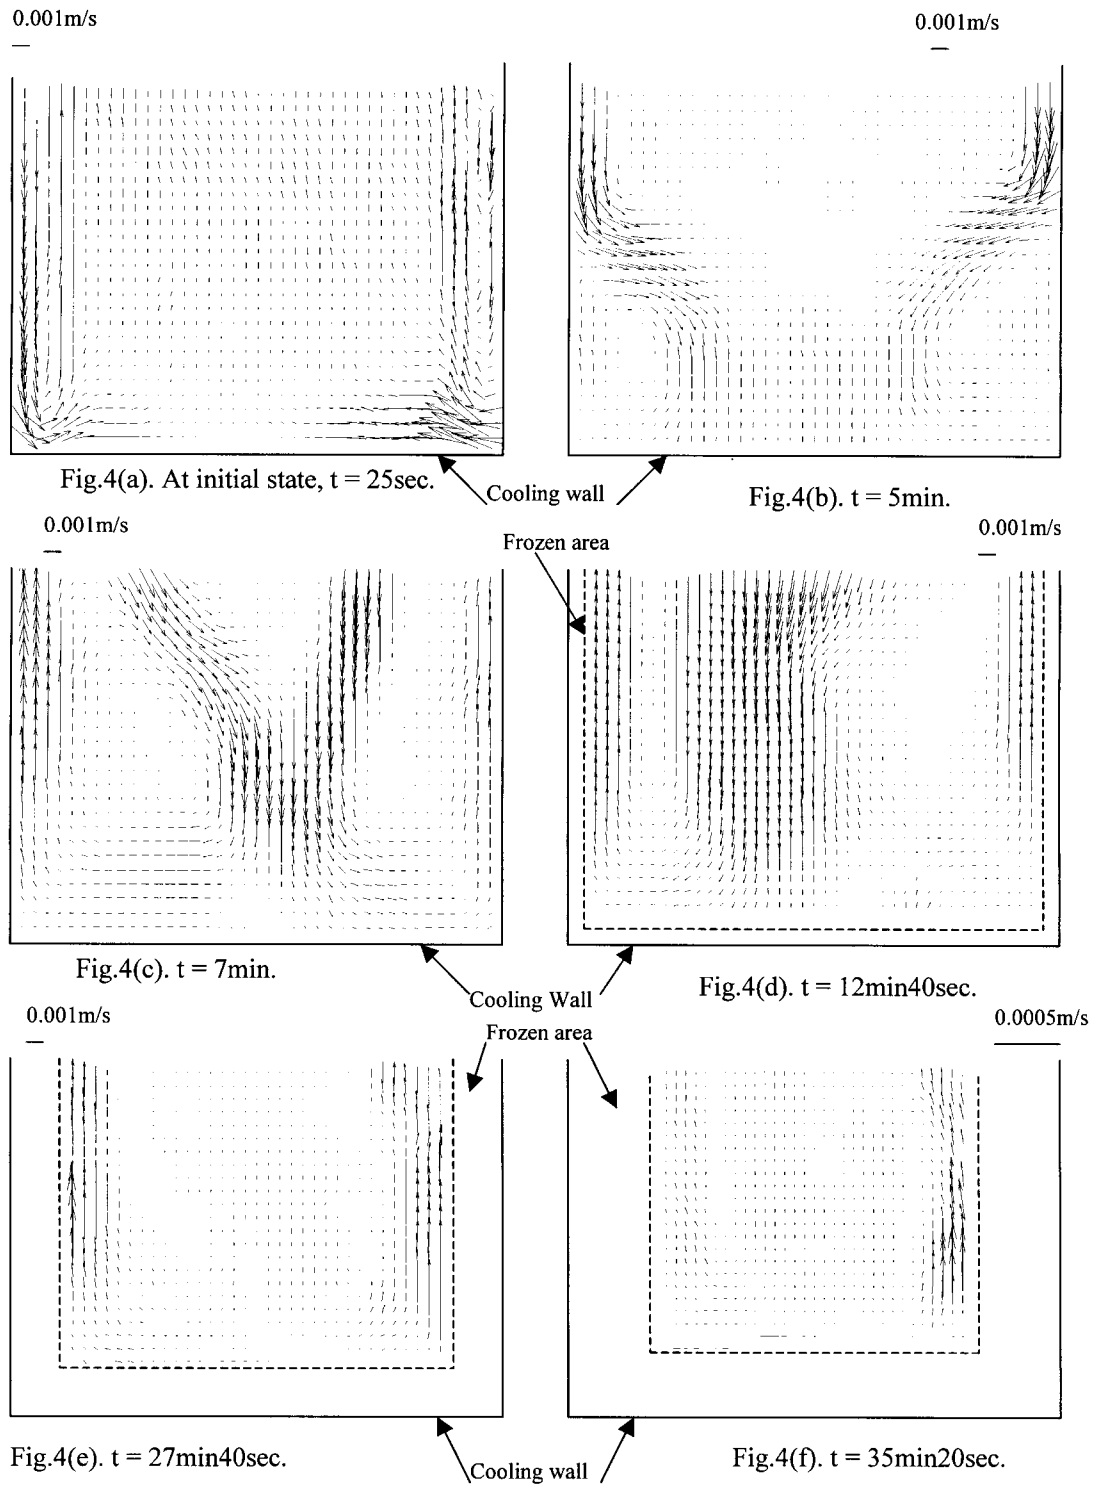 0.001m/s
0.001m/s
Fig.4(a). At initial state, t = 25sec.
Cooling wall
Fig.4(b). t = 5min.
0.001m/s
Frozen area
0.001m/s
Fig.4(c). t = 7min.
Cooling Wall
Fig.4(d). t = 12min40sec.
0.001m/s
Frozen area
0.0005m/s
Fig.4(e). t = 27min40sec.
Cooling wall
Fig.4(f). t = 35min20sec.